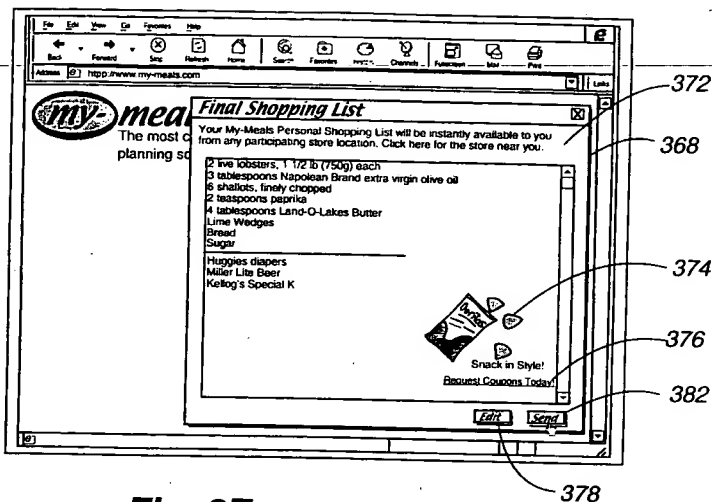 File Edit View Go Favorites Help
Back Forward Stop Refresh Home Search Favorites Channels Fullscreen Mail Print
Address http://www.my-meals.com Links
my-meal
The most c
planning so
Final Shopping List
Your My-Meals Personal Shopping List will be instantly available to you
from any participating store location. Click here for the store near you.
2 live lobsters, 1 1/2 lb (750g) each
3 tablespoons Napolean Brand extra virgin olive oil
6 shallots, finely chopped
2 teaspoons paprika
4 tablespoons Land-O-Lakes Butter
Lime Wedges
Bread
Sugar
Huggies diapers
Miller Lite Beer
Kellog's Special K
Doritos
Snack in Style!
Request Coupons Today!
Edit Send
372
368
374
376
382
378